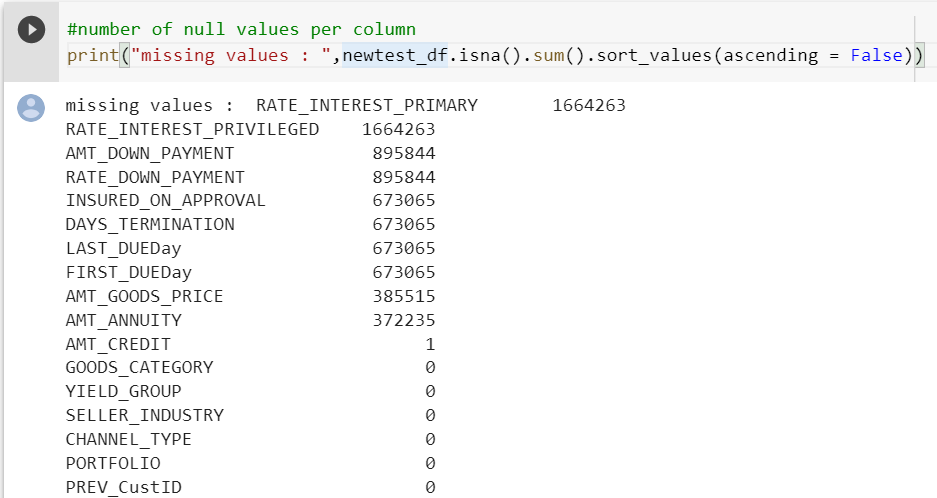 #number of null values per column
print("missing values : ",newtest_df.isna().sum().sort_values(ascending = False))
missing values :  RATE_INTEREST_PRIMARY       1664263
RATE_INTEREST_PRIVILEGED    1664263
AMT_DOWN_PAYMENT             895844
RATE_DOWN_PAYMENT            895844
INSURED_ON_APPROVAL          673065
DAYS_TERMINATION             673065
LAST_DUEDay                  673065
FIRST_DUEDay                 673065
AMT_GOODS_PRICE              385515
AMT_ANNUITY                  372235
AMT_CREDIT                        1
GOODS_CATEGORY                    0
YIELD_GROUP                       0
SELLER_INDUSTRY                   0
CHANNEL_TYPE                      0
PORTFOLIO                         0
PREV_CustID                       0